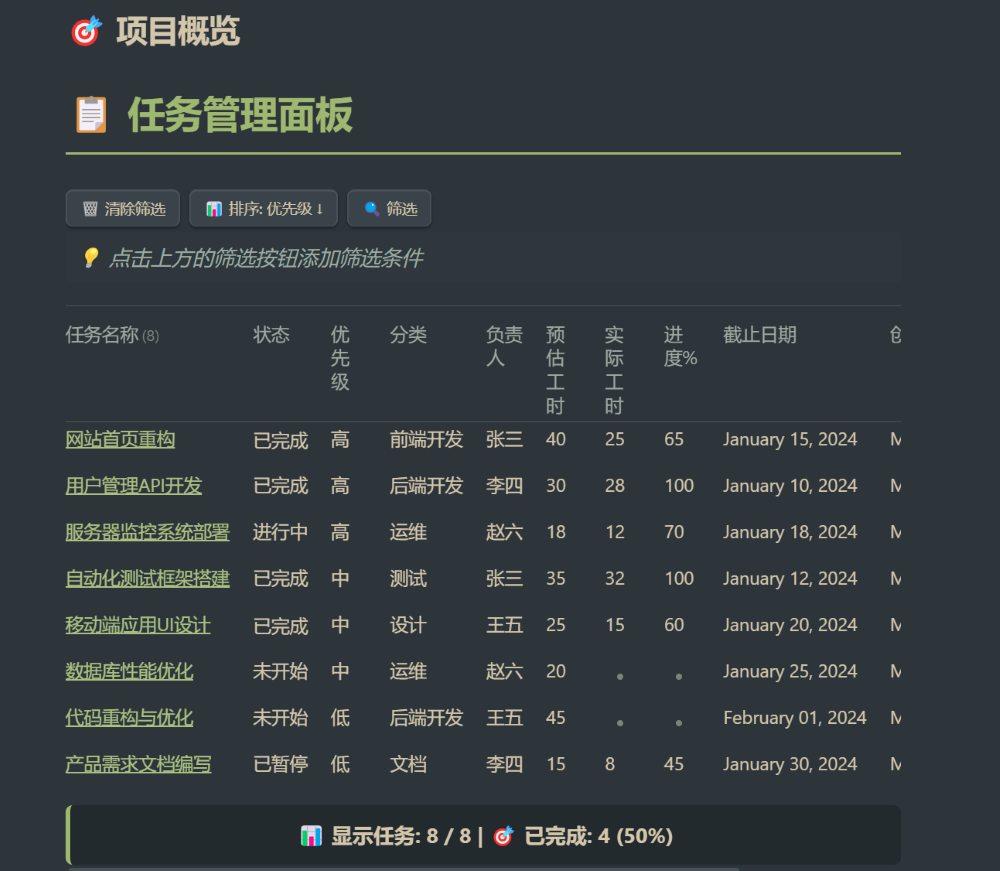 🎯 项目概览
📋 任务管理面板
🗑️ 清除筛选 📊 排序: 优先级 ↓ 🔍 筛选
💡 点击上方的筛选按钮添加筛选条件
任务名称 (8) 状态 优先级 分类 负责人 预估工时 实际工时 进度% 截止日期 创
网站首页重构 已完成 高 前端开发 张三 40 25 65 January 15, 2024 M
用户管理API开发 已完成 高 后端开发 李四 30 28 100 January 10, 2024 M
服务器监控系统部署 进行中 高 运维 赵六 18 12 70 January 18, 2024 M
自动化测试框架搭建 已完成 中 测试 张三 35 32 100 January 12, 2024 M
移动端应用UI设计 已完成 中 设计 王五 25 15 60 January 20, 2024 M
数据库性能优化 未开始 中 运维 赵六 20 • • January 25, 2024 M
代码重构与优化 未开始 低 后端开发 王五 45 • • February 01, 2024 M
产品需求文档编写 已暂停 低 文档 李四 15 8 45 January 30, 2024 M
📊 显示任务: 8 / 8 | 🎯 已完成: 4 (50%)